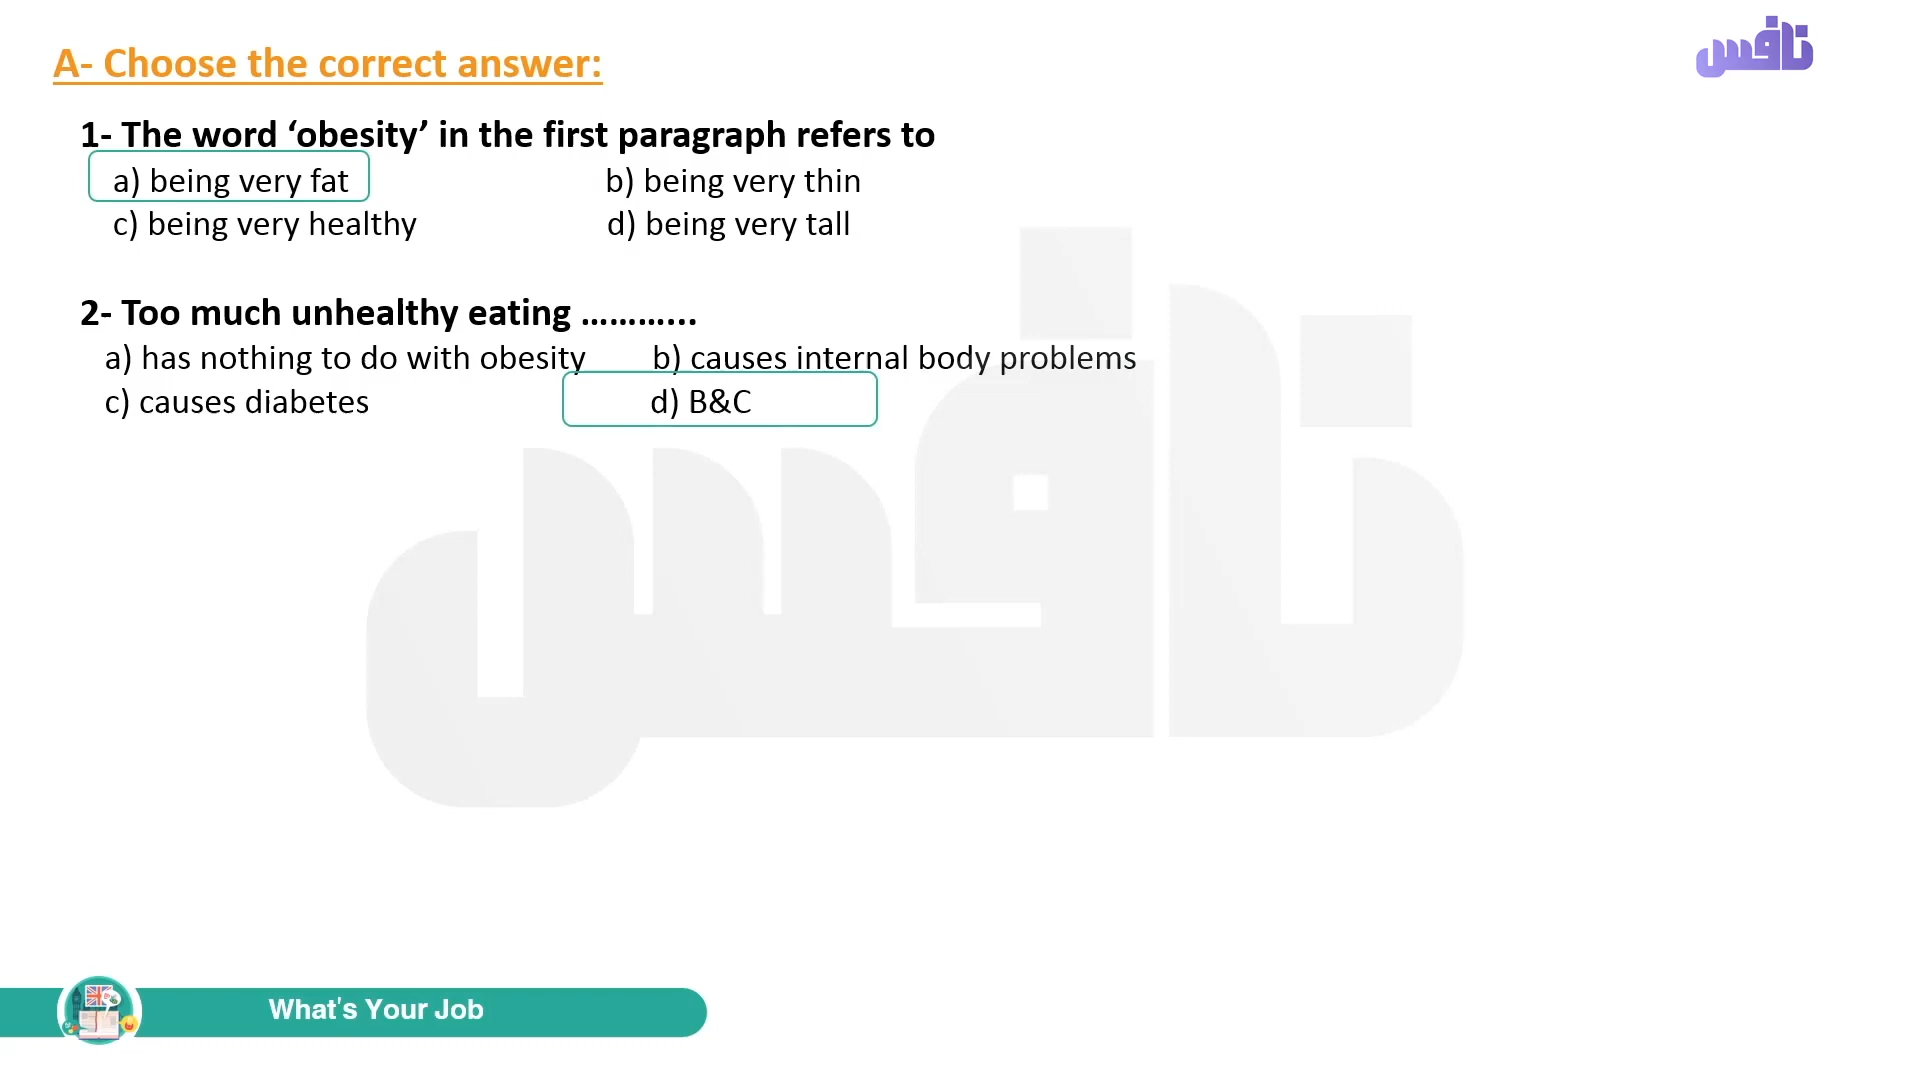 A- Choose the correct answer:
نافس
1- The word ‘obesity’ in the first paragraph refers to
a) being very fat b) being very thin
c) being very healthy d) being very tall
2- Too much unhealthy eating …………
a) has nothing to do with obesity b) causes internal body problems
c) causes diabetes d) B&C
نافس
What's Your Job